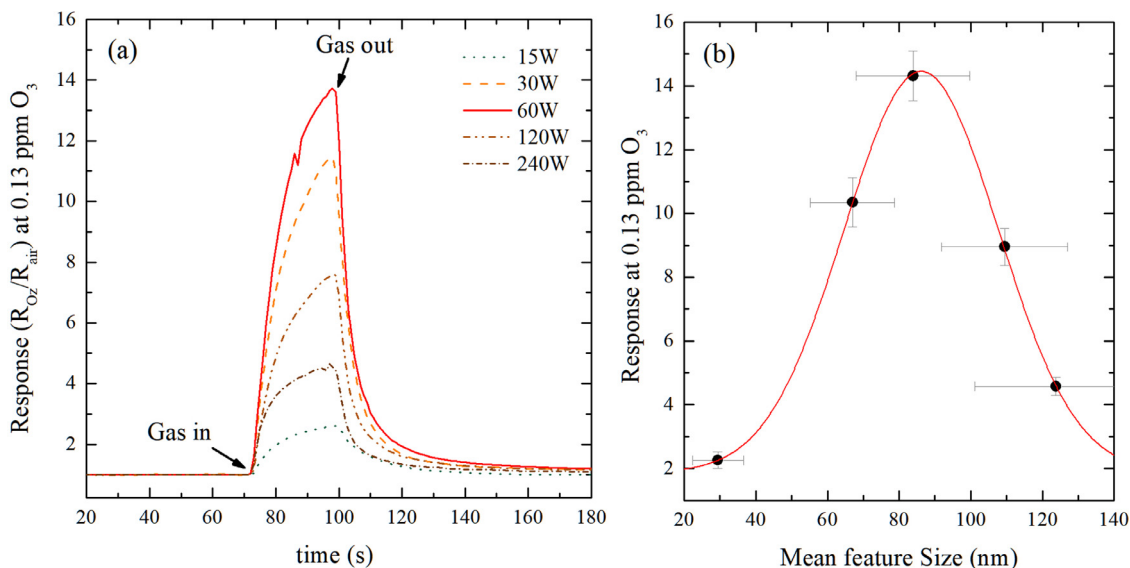 (a)
Gas out
Gas in
15W
30W
60W
120W
240W
16
14
12
10
8
6
4
2
20 40 60 80 100 120 140 160 180
time (s)
Response (R_Oz/R_air) at 0.13 ppm O_3
(b)
16
14
12
10
8
6
4
2
20 40 60 80 100 120 140
Mean feature Size (nm)
Response at 0.13 ppm O_3